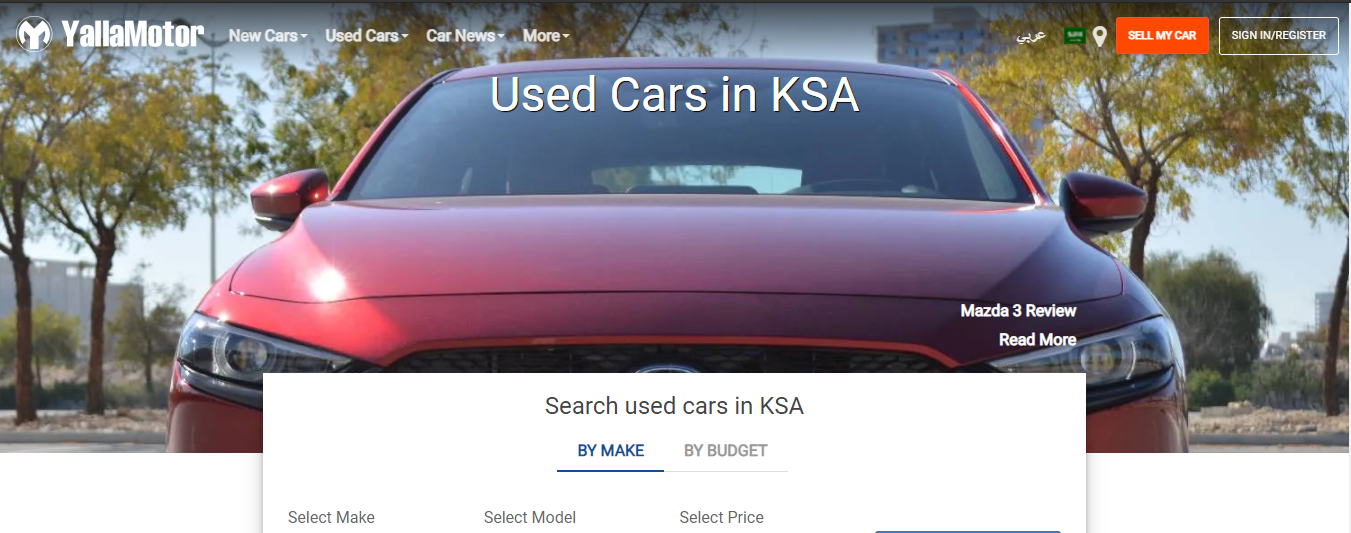 YallaMotor New Cars Used Cars Car News More عربي SELL MY CAR SIGN IN/REGISTER
Used Cars in KSA
Mazda 3 Review
Read More
Search used cars in KSA
BY MAKE BY BUDGET
Select Make Select Model Select Price